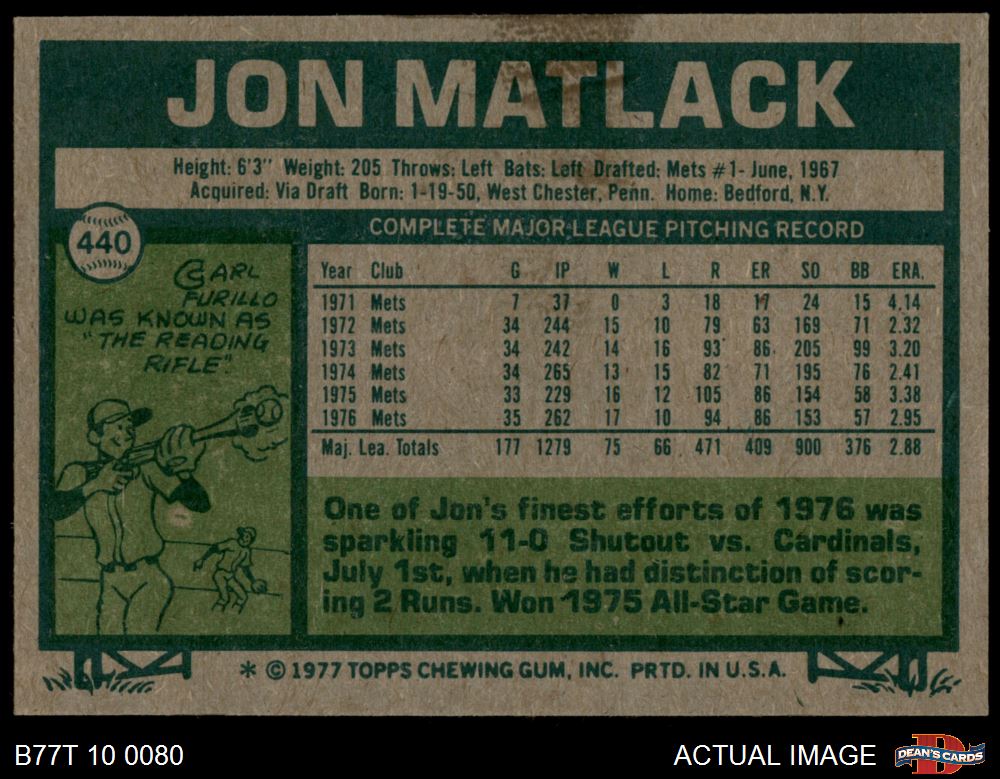 JON MATLACK
Height: 6'3" Weight: 205 Throws: Left Bats: Left Drafted: Mets #1- June, 1967
Acquired: Via Draft Born: 1-19-50, West Chester, Penn. Home: Bedford, N.Y.
440
CARL
FURILLO
WAS KNOWN AS
"THE READING
RIFLE".
COMPLETE MAJOR LEAGUE PITCHING RECORD
Year Club G IP W L R ER SO BB ERA.
1971 Mets 7 37 0 3 18 17 24 15 4.14
1972 Mets 34 244 15 10 79 63 169 71 2.32
1973 Mets 34 242 14 16 93 86 205 99 3.20
1974 Mets 34 265 13 15 82 71 195 76 2.41
1975 Mets 33 229 16 12 105 86 154 58 3.38
1976 Mets 35 262 17 10 94 86 153 57 2.95
Maj. Lea. Totals 177 1279 75 66 471 409 900 376 2.88
One of Jon's finest efforts of 1976 was
sparkling 11-0 Shutout vs. Cardinals,
July 1st, when he had distinction of scor-
ing 2 Runs. Won 1975 All-Star Game.
* © 1977 TOPPS CHEWING GUM, INC. PRTD. IN U.S.A.
B77T 10 0080
ACTUAL IMAGE
D
DEAN'S CARDS